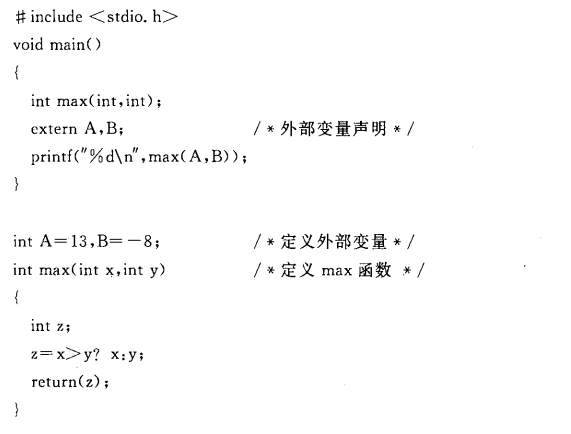 #include <stdio.h>
void main()
{
int max(int,int);
extern A,B; /*外部变量声明*/
printf("%d\n",max(A,B));
}
int A=13,B=-8; /*定义外部变量*/
int max(int x,int y) /*定义 max 函数 */
{
int z;
z=x>y? x:y;
return(z);
}